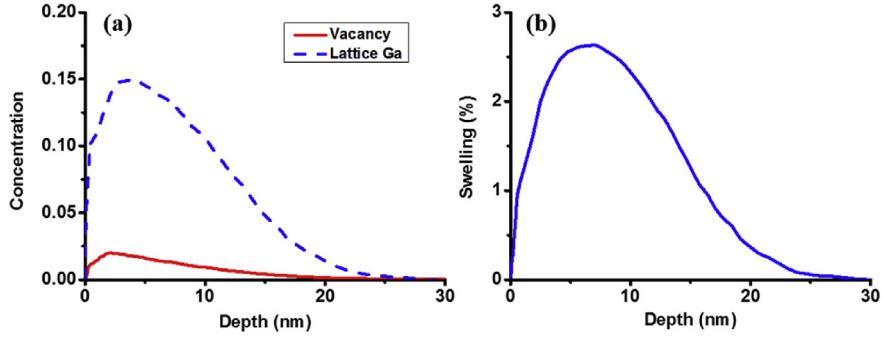 (a)
Vacancy
Lattice Ga
0.20
0.15
0.10
0.05
0.00
Concentration
0 10 20 30
Depth (nm)
(b)
3
2
1
0
Swelling (%)
0 10 20 30
Depth (nm)